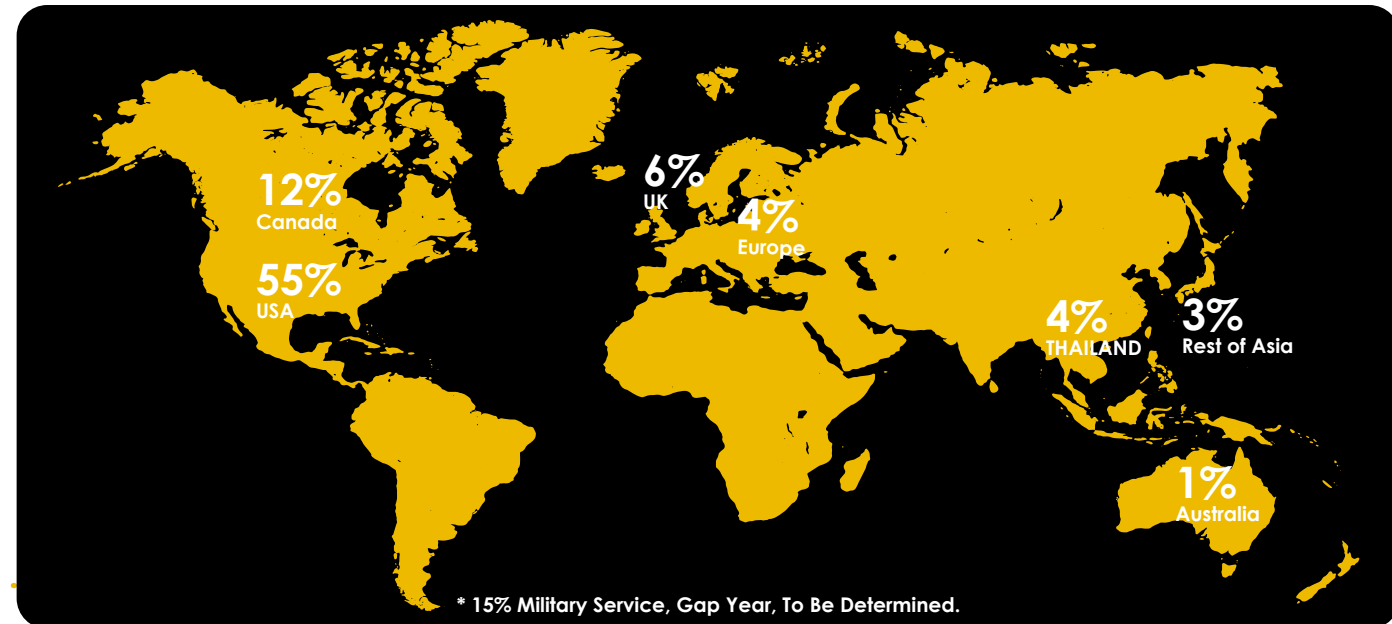 12%
Canada
55%
USA
6%
UK
4%
Europe
4%
THAILAND
3%
Rest of Asia
1%
Australia
* 15% Military Service, Gap Year, To Be Determined.